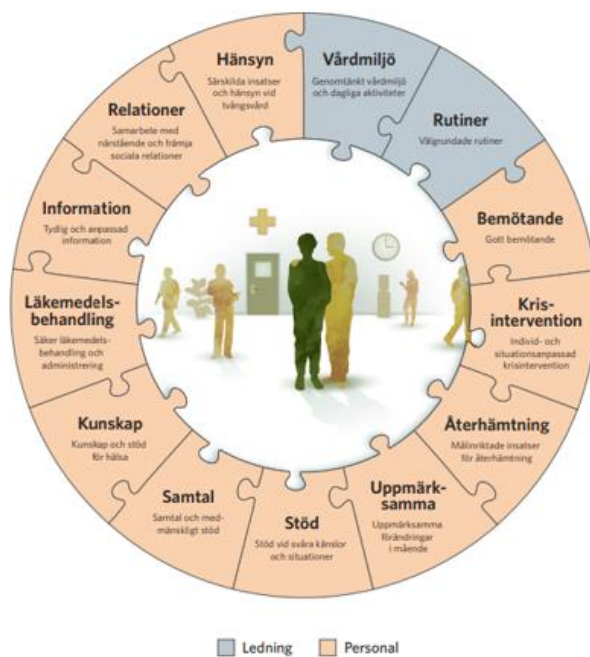 Hänsyn
Särskilda insatser
och hänsyn vid
tvångsvård
Vårdmiljö
Genomtänkt vårdmiljö
och dagliga aktiviteter
Rutiner
Välgrundade rutiner
Bemötande
Gott bemötande
Kris-
intervention
Individ- och
situationsanpassad
krisintervention
Återhämtning
Målinriktade insatser
för återhämtning
Uppmärk-
samma
Uppmärksamma
förändringar
i mående
Stöd
Stöd vid svåra känslor
och situationer
Samtal
Samtal och med-
mänskligt stöd
Kunskap
Kunskap och stöd
för hälsa
Läkemedels-
behandling
Säker läkemedels-
behandling och
administrering
Information
Tydlig och anpassad
information
Relationer
Samarbete med
närstående och främja
sociala relationer
Ledning
Personal